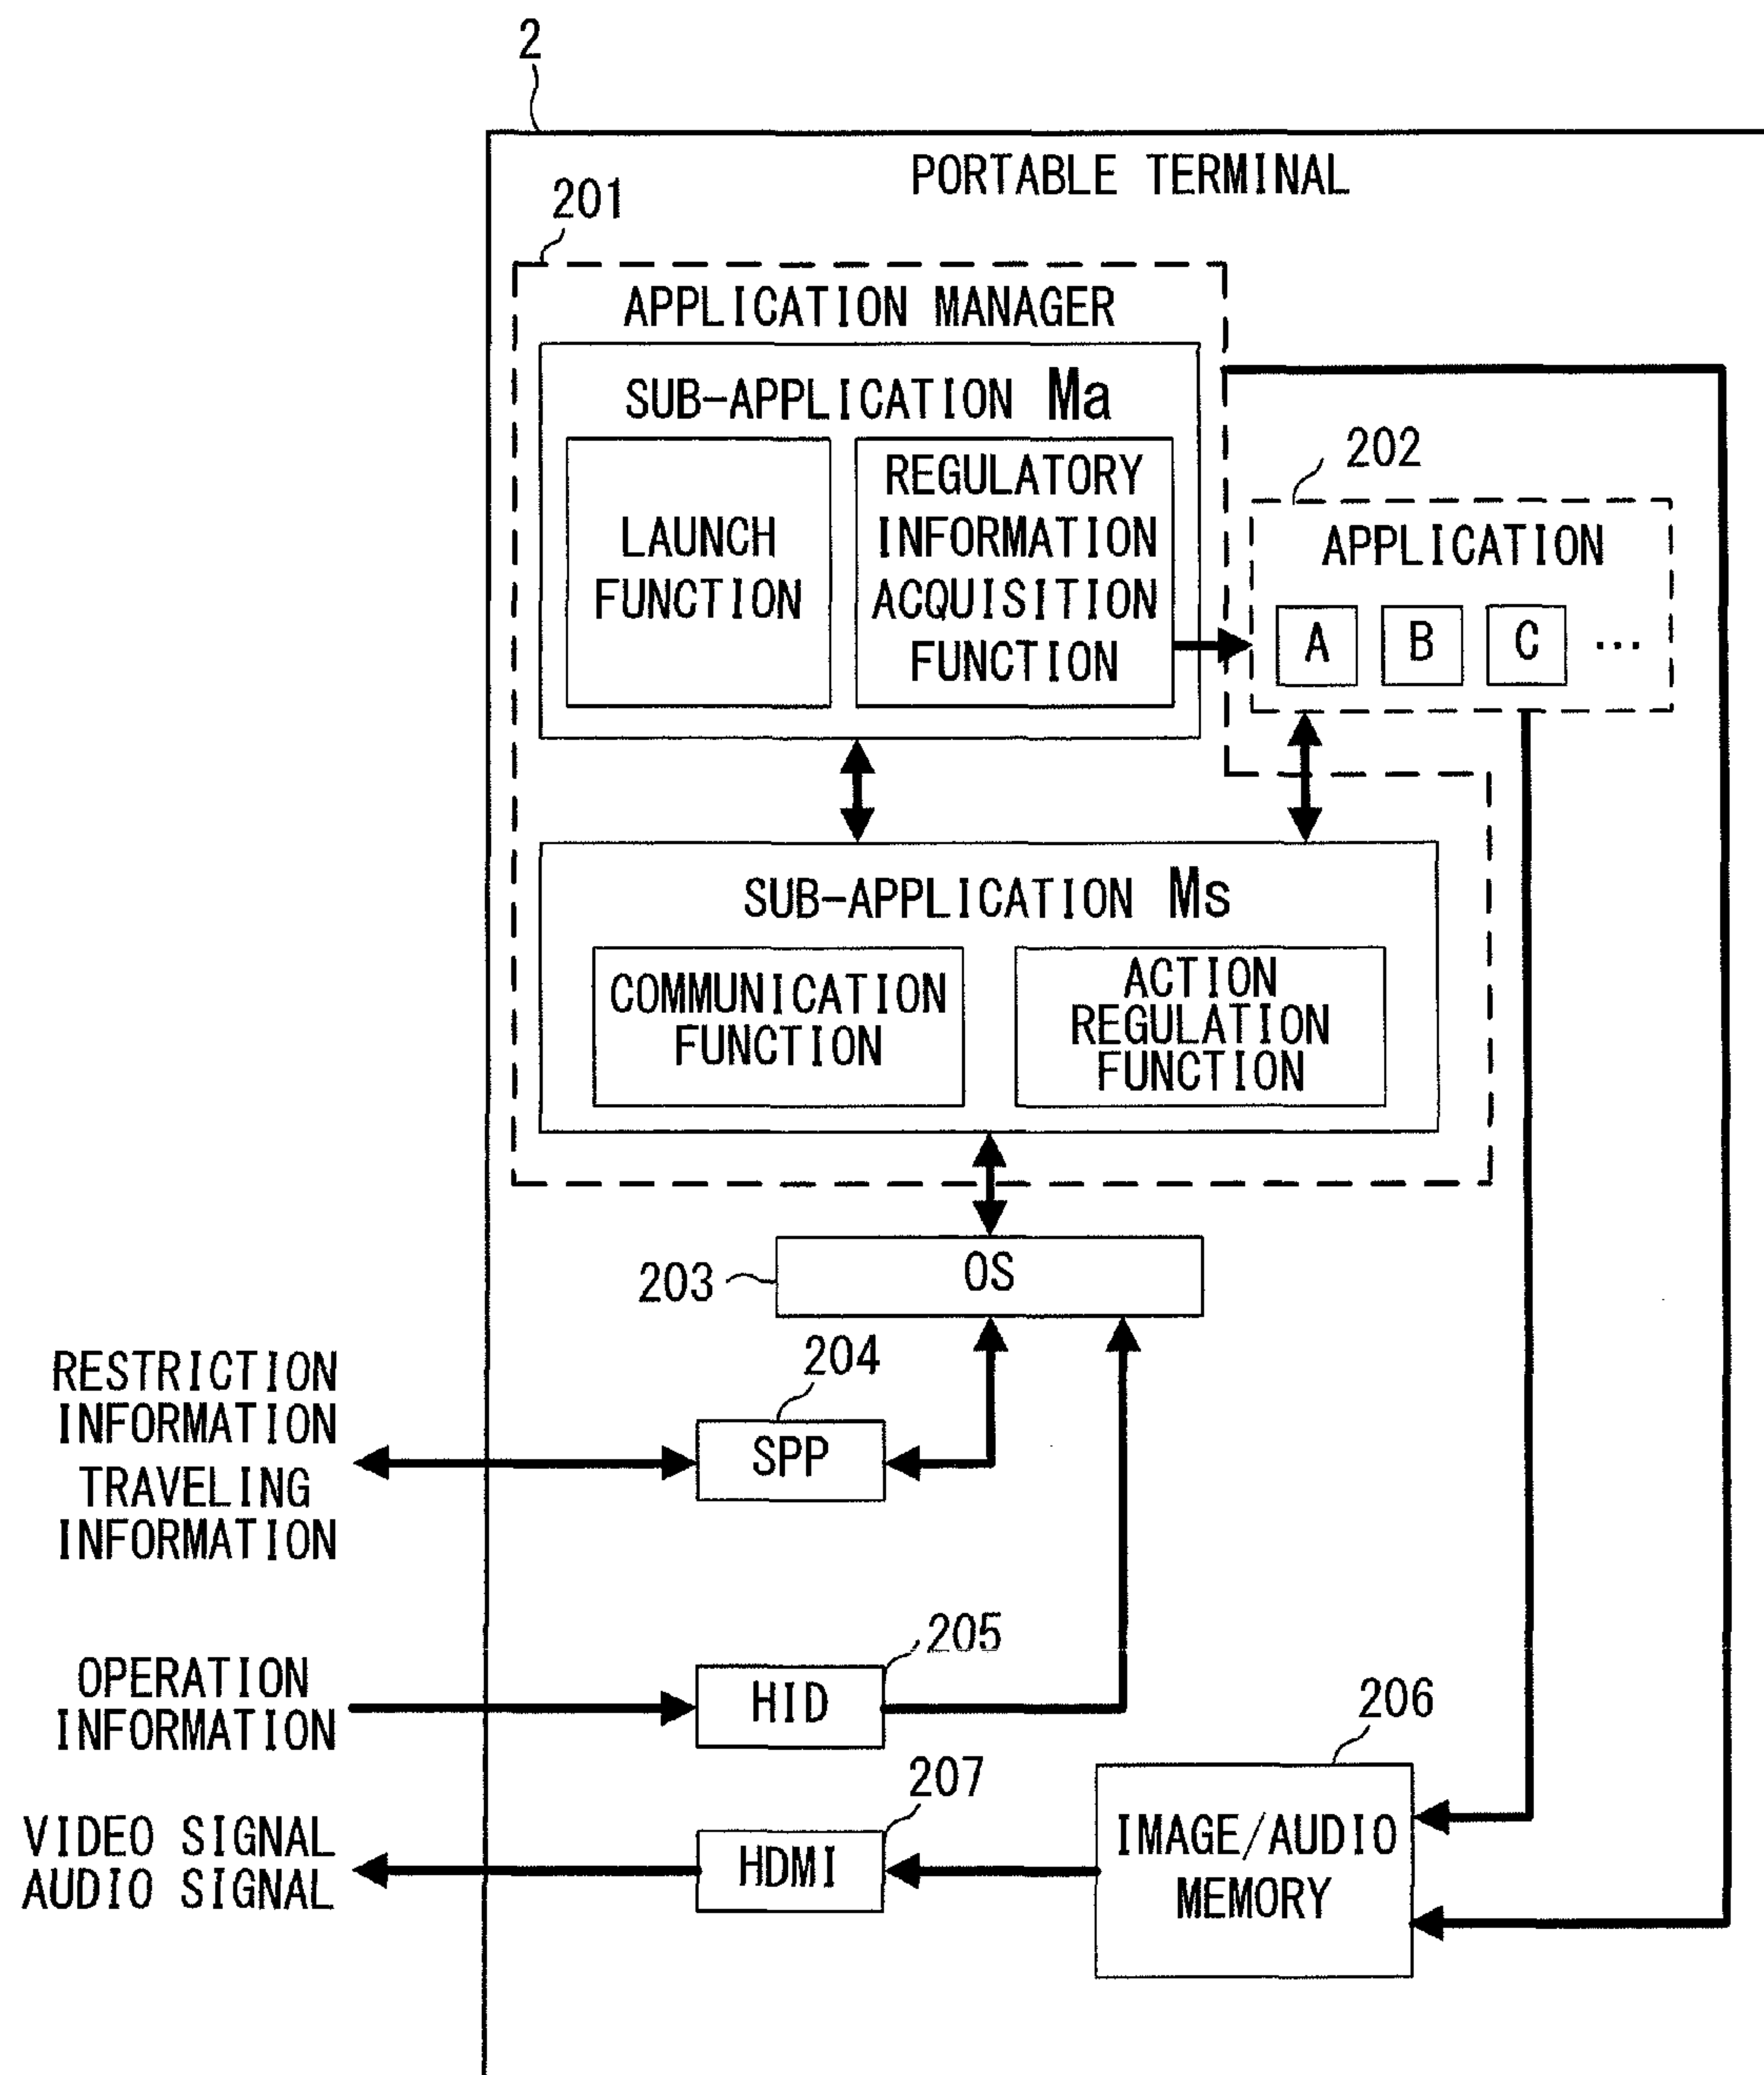 2
PORTABLE TERMINAL
201
APPLICATION MANAGER
SUB-APPLICATION Ma
LAUNCH
FUNCTION
REGULATORY
INFORMATION
ACQUISITION
FUNCTION
202
APPLICATION
A B C ...
SUB-APPLICATION Ms
COMMUNICATION
FUNCTION
ACTION
REGULATION
FUNCTION
203
OS
RESTRICTION
INFORMATION
TRAVELING
INFORMATION
204
SPP
OPERATION
INFORMATION
205
HID
206
IMAGE/AUDIO
MEMORY
207
HDMI
VIDEO SIGNAL
AUDIO SIGNAL